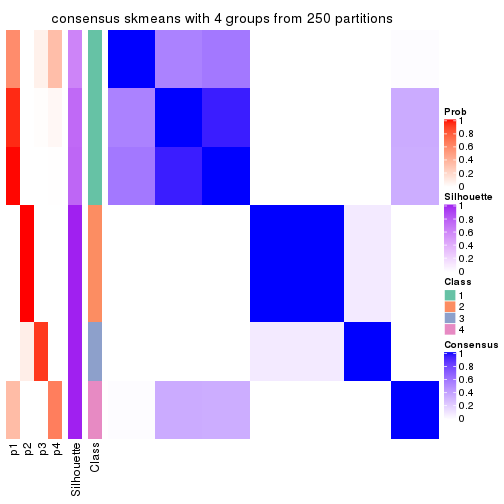 consensus skmeans with 4 groups from 250 partitions
Prob
1
0.8
0.6
0.4
0.2
0
Silhouette
1
0.8
0.6
0.4
0.2
0
Class
1
2
3
4
Consensus
1
0.8
0.6
0.4
0.2
0
p1
p2
p3
p4
Silhouette
Class